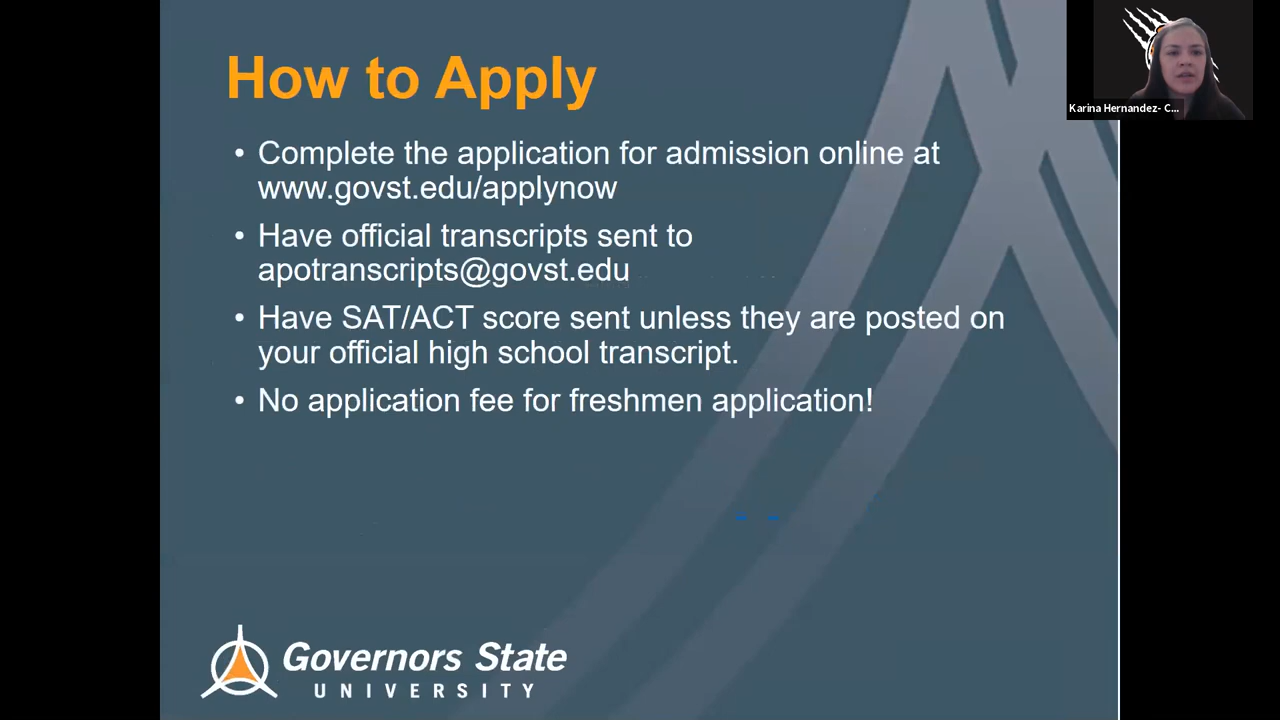 How to Apply
• Complete the application for admission online at
www.govst.edu/applynow
• Have official transcripts sent to
apotranscripts@govst.edu
• Have SAT/ACT score sent unless they are posted on
your official high school transcript.
• No application fee for freshmen application!
Governors State
UNIVERSITY
Karina Hernandez- C...